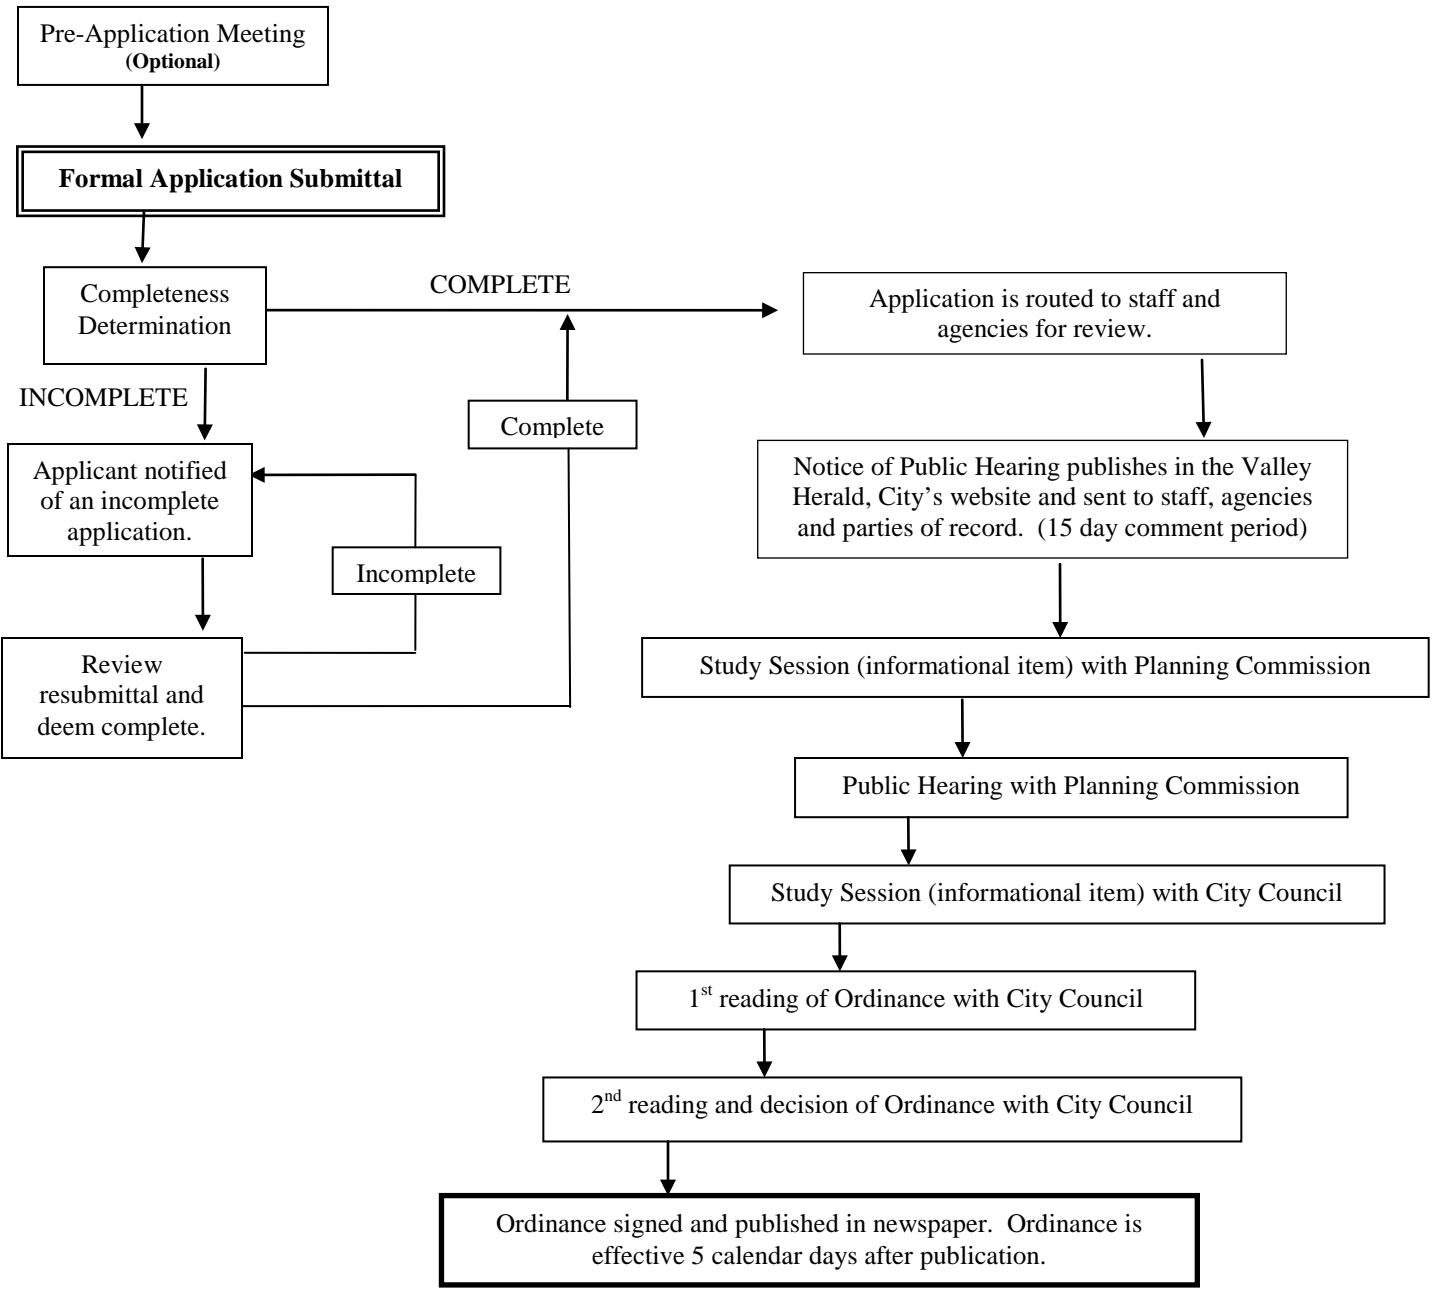 Pre-Application Meeting
(Optional)
Formal Application Submittal
Completeness
Determination
COMPLETE
Application is routed to staff and
agencies for review.
INCOMPLETE
Complete
Applicant notified
of an incomplete
application.
Notice of Public Hearing publishes in the Valley
Herald, City’s website and sent to staff, agencies
and parties of record.  (15 day comment period)
Incomplete
Review
resubmittal and
deem complete.
Study Session (informational item) with Planning Commission
Public Hearing with Planning Commission
Study Session (informational item) with City Council
1st reading of Ordinance with City Council
2nd reading and decision of Ordinance with City Council
Ordinance signed and published in newspaper.  Ordinance is
effective 5 calendar days after publication.